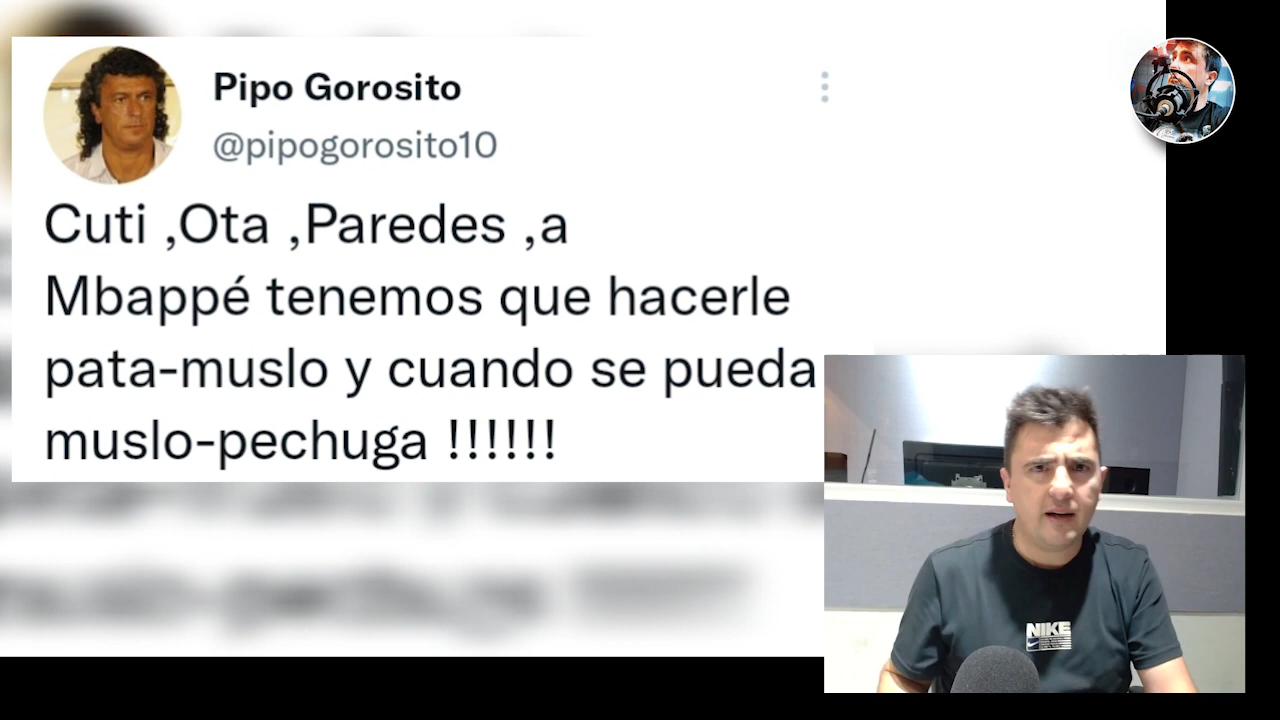 Pipo Gorosito
@pipogorosito10
Cuti ,Ota ,Paredes ,a
Mbappé tenemos que hacerle
pata-muslo y cuando se pueda
muslo-pechuga !!!!!!
NIKE